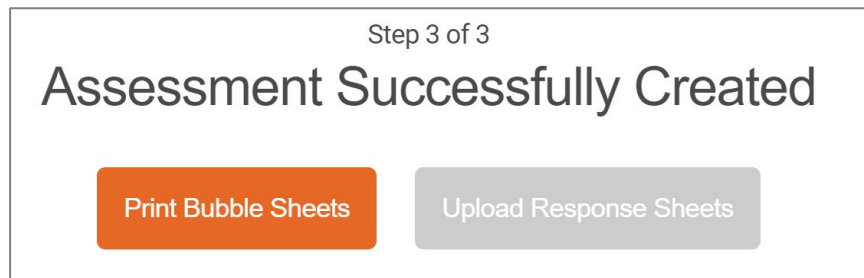 Step 3 of 3
Assessment Successfully Created
Print Bubble Sheets
Upload Response Sheets